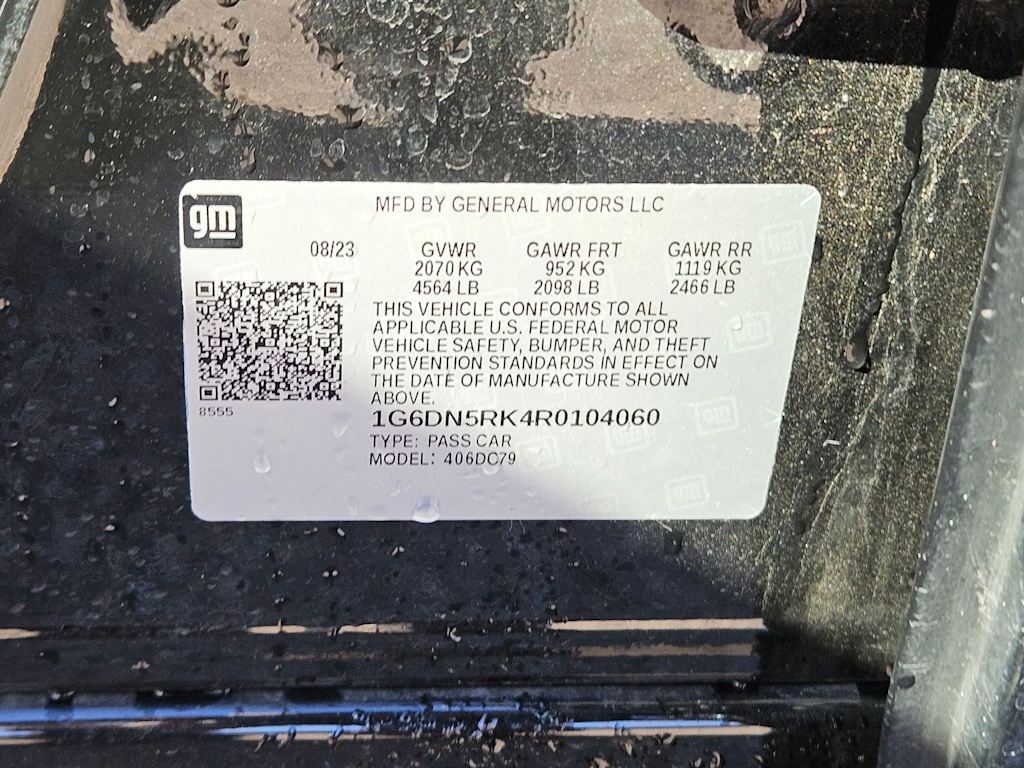 gm
MFD BY GENERAL MOTORS LLC
08/23 GVWR GAWR FRT GAWR RR
2070 KG 952 KG 1119 KG
4564 LB 2098 LB 2466 LB
THIS VEHICLE CONFORMS TO ALL
APPLICABLE U.S. FEDERAL MOTOR
VEHICLE SAFETY, BUMPER, AND THEFT
PREVENTION STANDARDS IN EFFECT ON
THE DATE OF MANUFACTURE SHOWN
ABOVE.
8555
1G6DN5RK4R0104060
TYPE: PASS CAR
MODEL: 406DC79